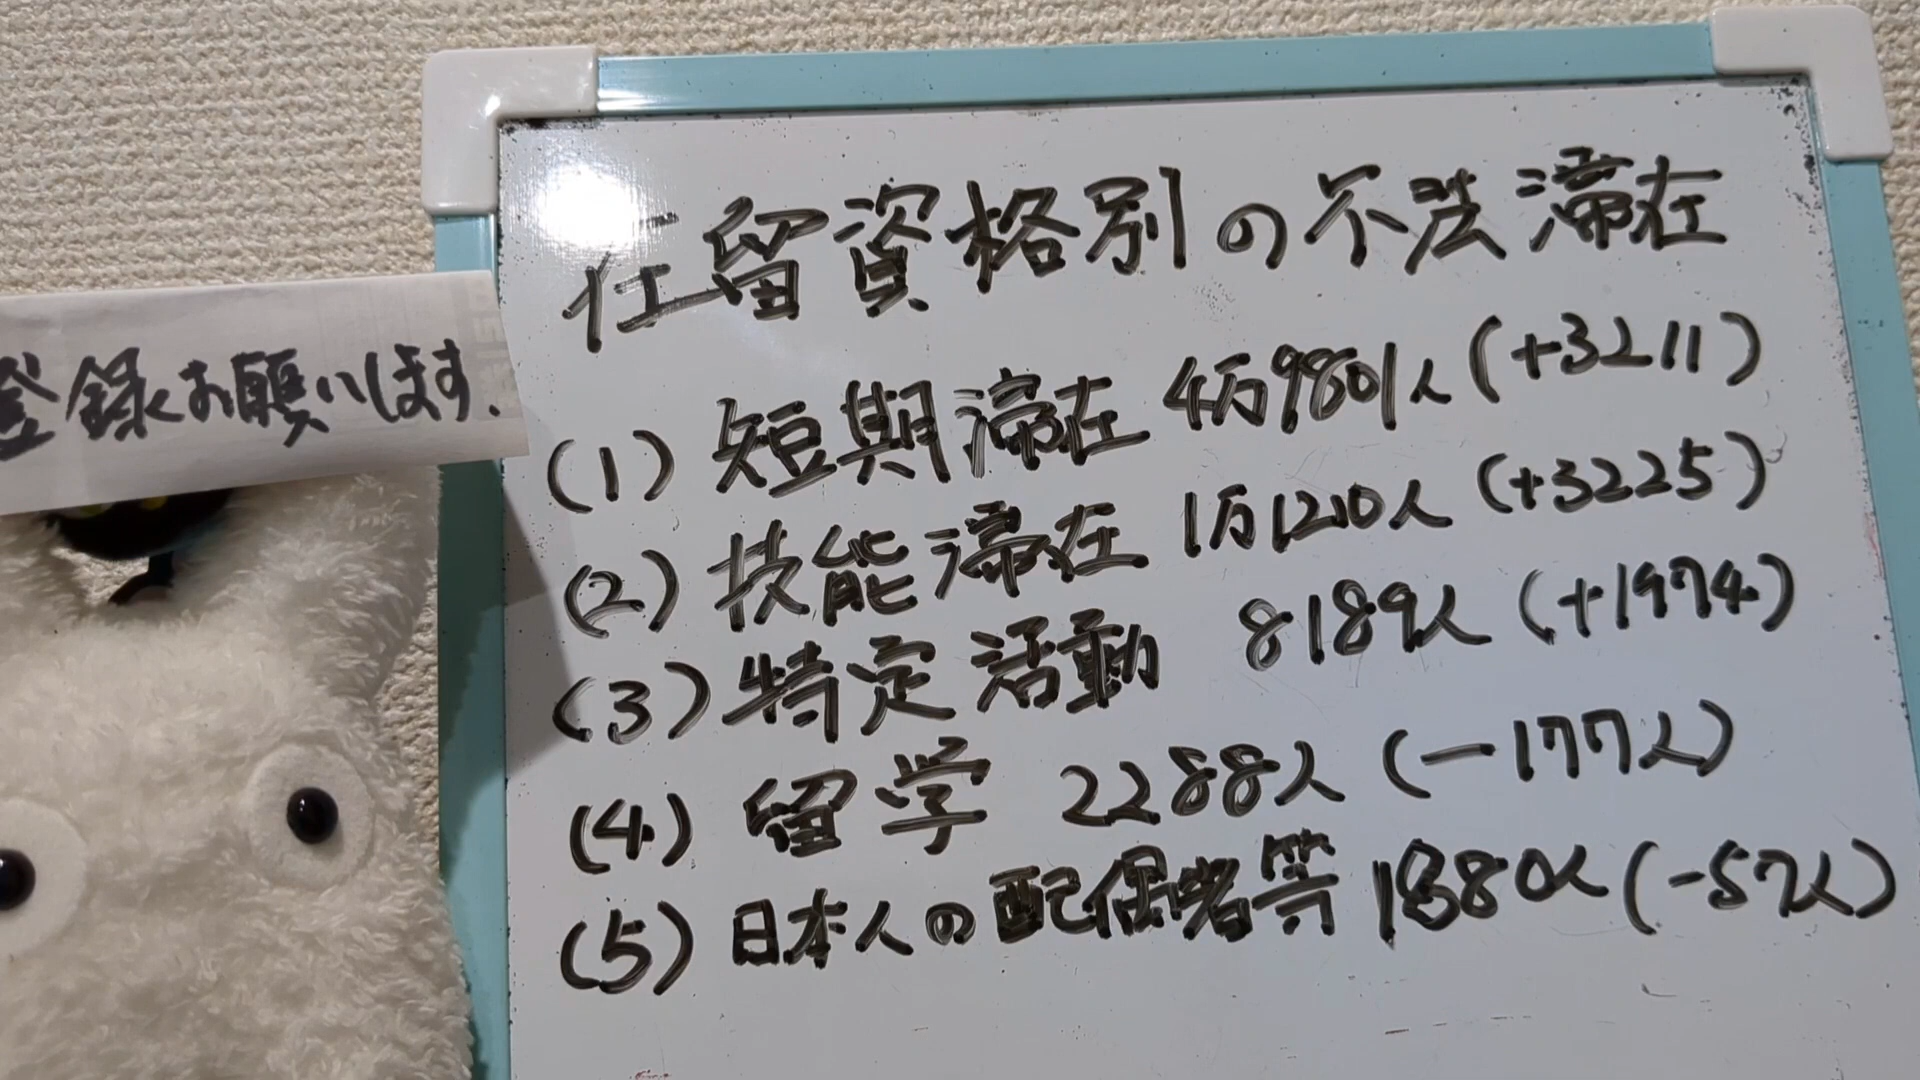 登録お願いします.
在留資格別の不法滞在
(1) 短期滞在 4万9801人 (+3211)
(2) 技能滞在 1万1210人 (+3225)
(3) 特定活動 8189人 (+1974)
(4) 留学 2288人 (-177人)
(5) 日本人の配偶者等 1880人 (-57人)